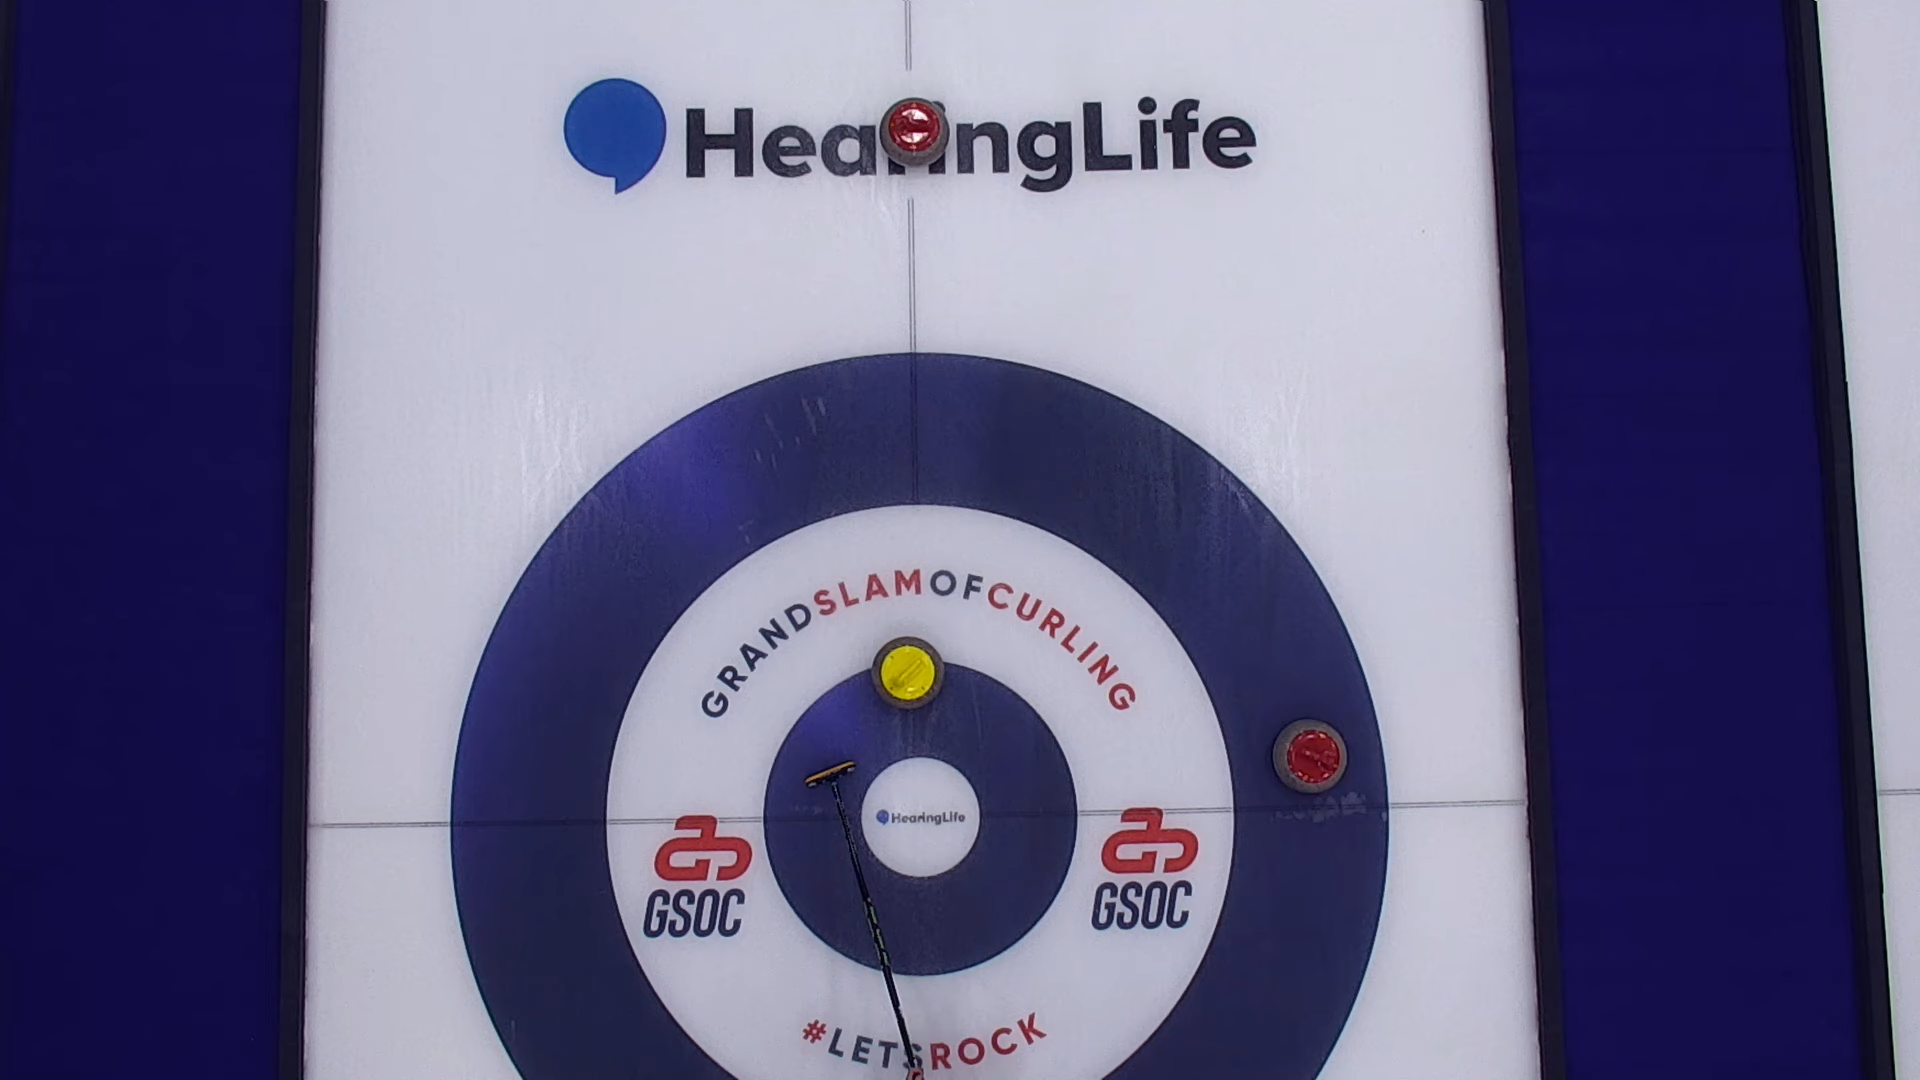 HearingLife
GRANDSLAMOFCURLING
HearingLife
GSOC
GSOC
#LETSROCK